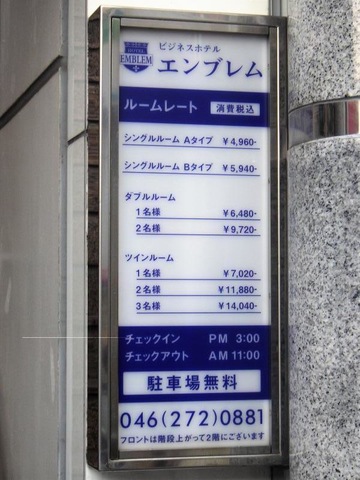 HOTEL
EMBLEM
ビジネスホテル
エンブレム
ルームレート 消費税込
シングルルーム Aタイプ ￥4,960-
シングルルーム Bタイプ ￥5,940-
ダブルルーム
1名様 ￥6,480-
2名様 ￥9,720-
ツインルーム
1名様 ￥7,020-
2名様 ￥11,880-
3名様 ￥14,040-
チェックイン PM 3:00
チェックアウト AM 11:00
駐車場無料
046(272)0881
フロントは階段上がって2階にございます